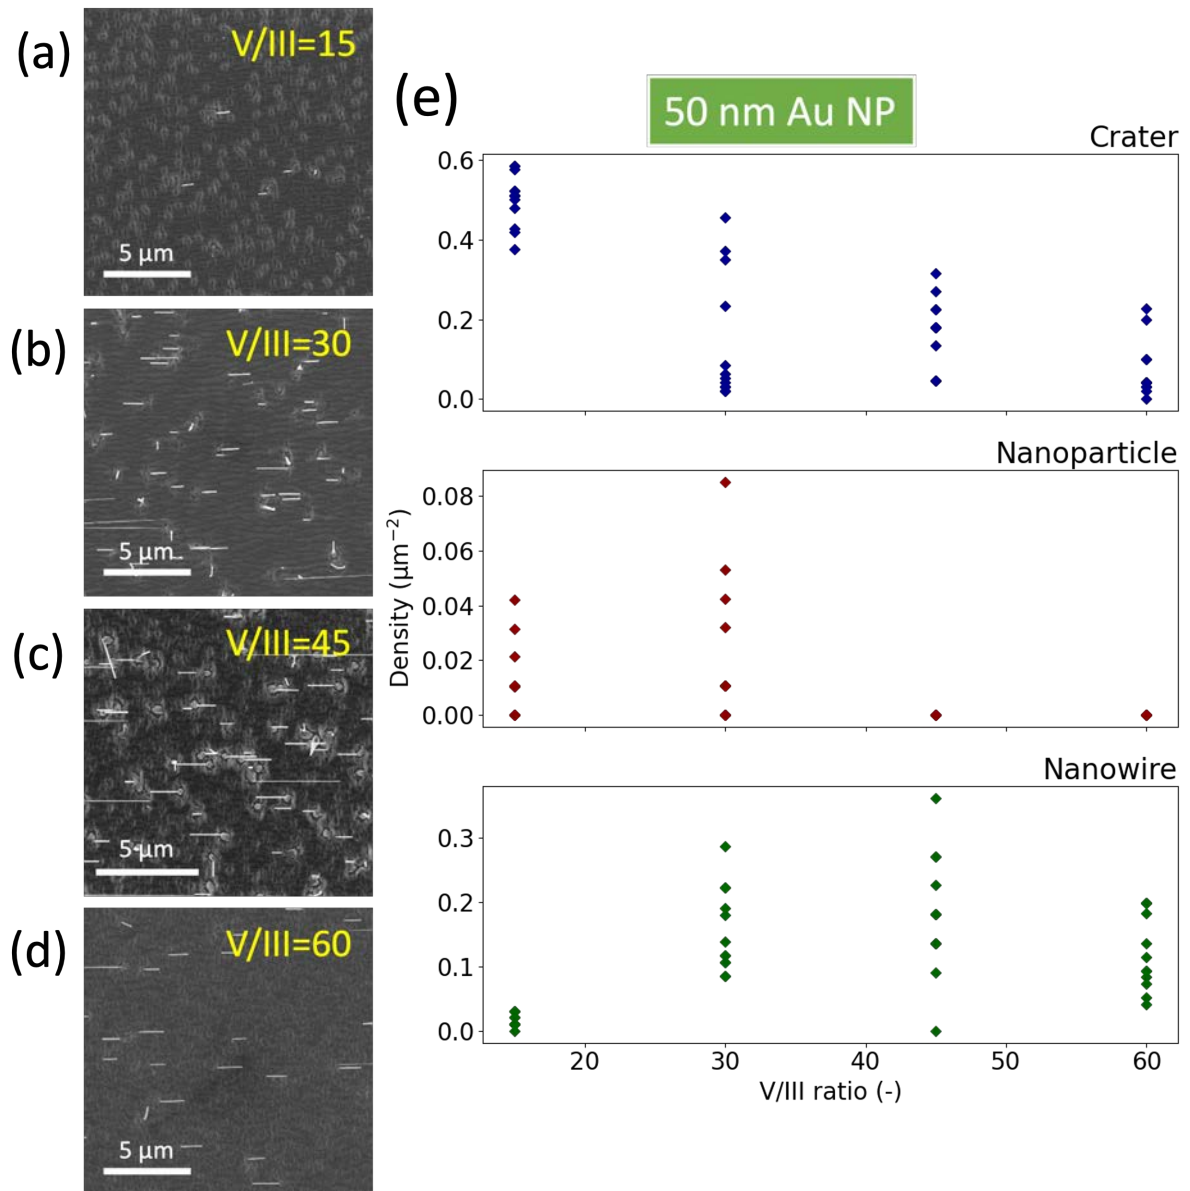 (a)
V/III=15
5 µm
(b)
V/III=30
5 µm
(c)
V/III=45
5 µm
(d)
V/III=60
5 µm
(e)
50 nm Au NP
Crater
0.6
0.4
0.2
0.0
Nanoparticle
0.08
0.06
0.04
0.02
0.00
Density (µm⁻²)
Nanowire
0.3
0.2
0.1
0.0
20 30 40 50 60
V/III ratio (-)